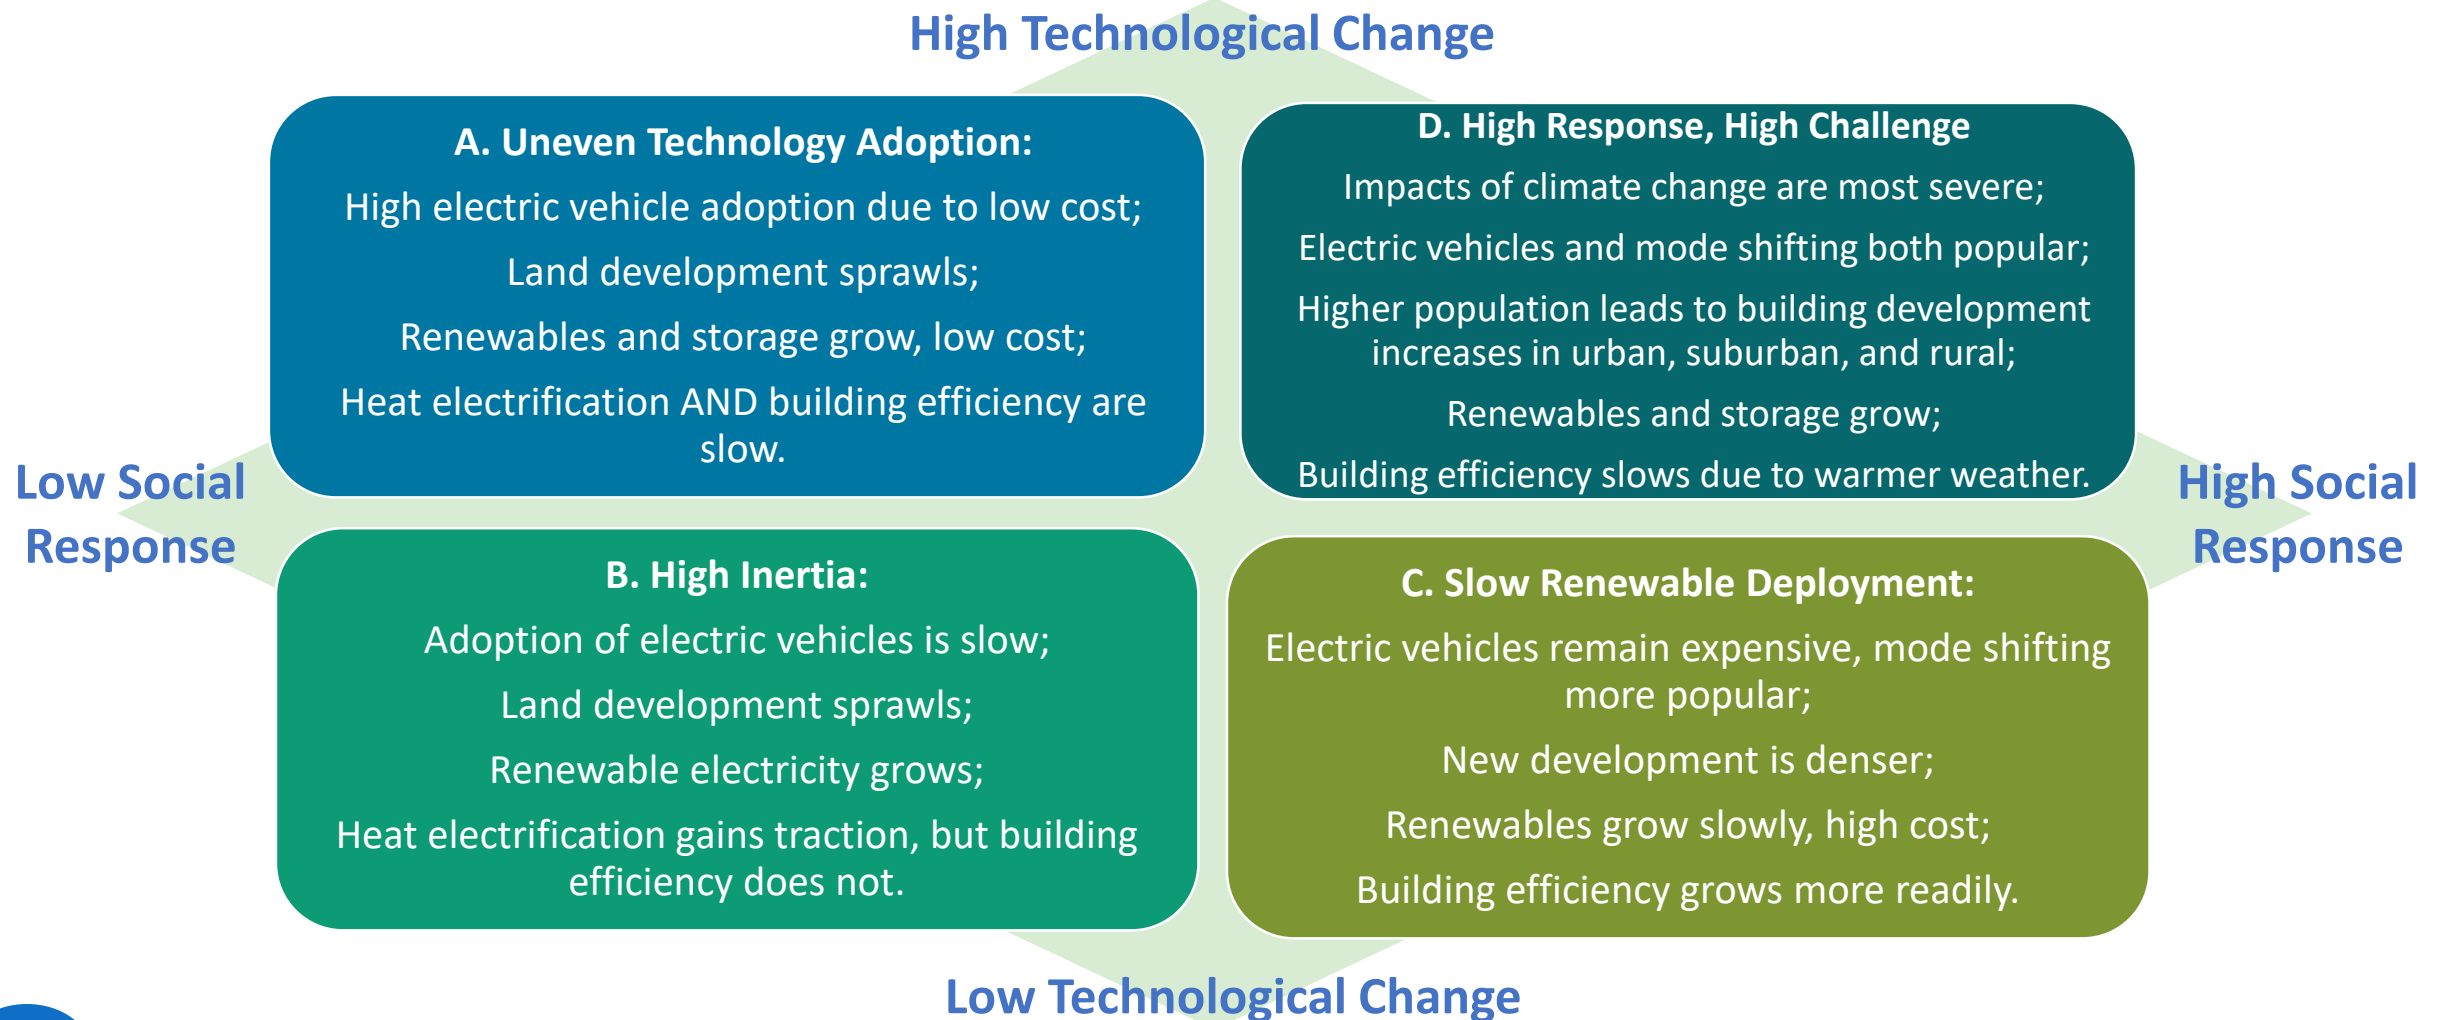 High Technological Change
A. Uneven Technology Adoption:
High electric vehicle adoption due to low cost;
Land development sprawls;
Renewables and storage grow, low cost;
Heat electrification AND building efficiency are
slow.
D. High Response, High Challenge
Impacts of climate change are most severe;
Electric vehicles and mode shifting both popular;
Higher population leads to building development
increases in urban, suburban, and rural;
Renewables and storage grow;
Building efficiency slows due to warmer weather.
Low Social
Response
High Social
Response
B. High Inertia:
Adoption of electric vehicles is slow;
Land development sprawls;
Renewable electricity grows;
Heat electrification gains traction, but building
efficiency does not.
C. Slow Renewable Deployment:
Electric vehicles remain expensive, mode shifting
more popular;
New development is denser;
Renewables grow slowly, high cost;
Building efficiency grows more readily.
Low Technological Change